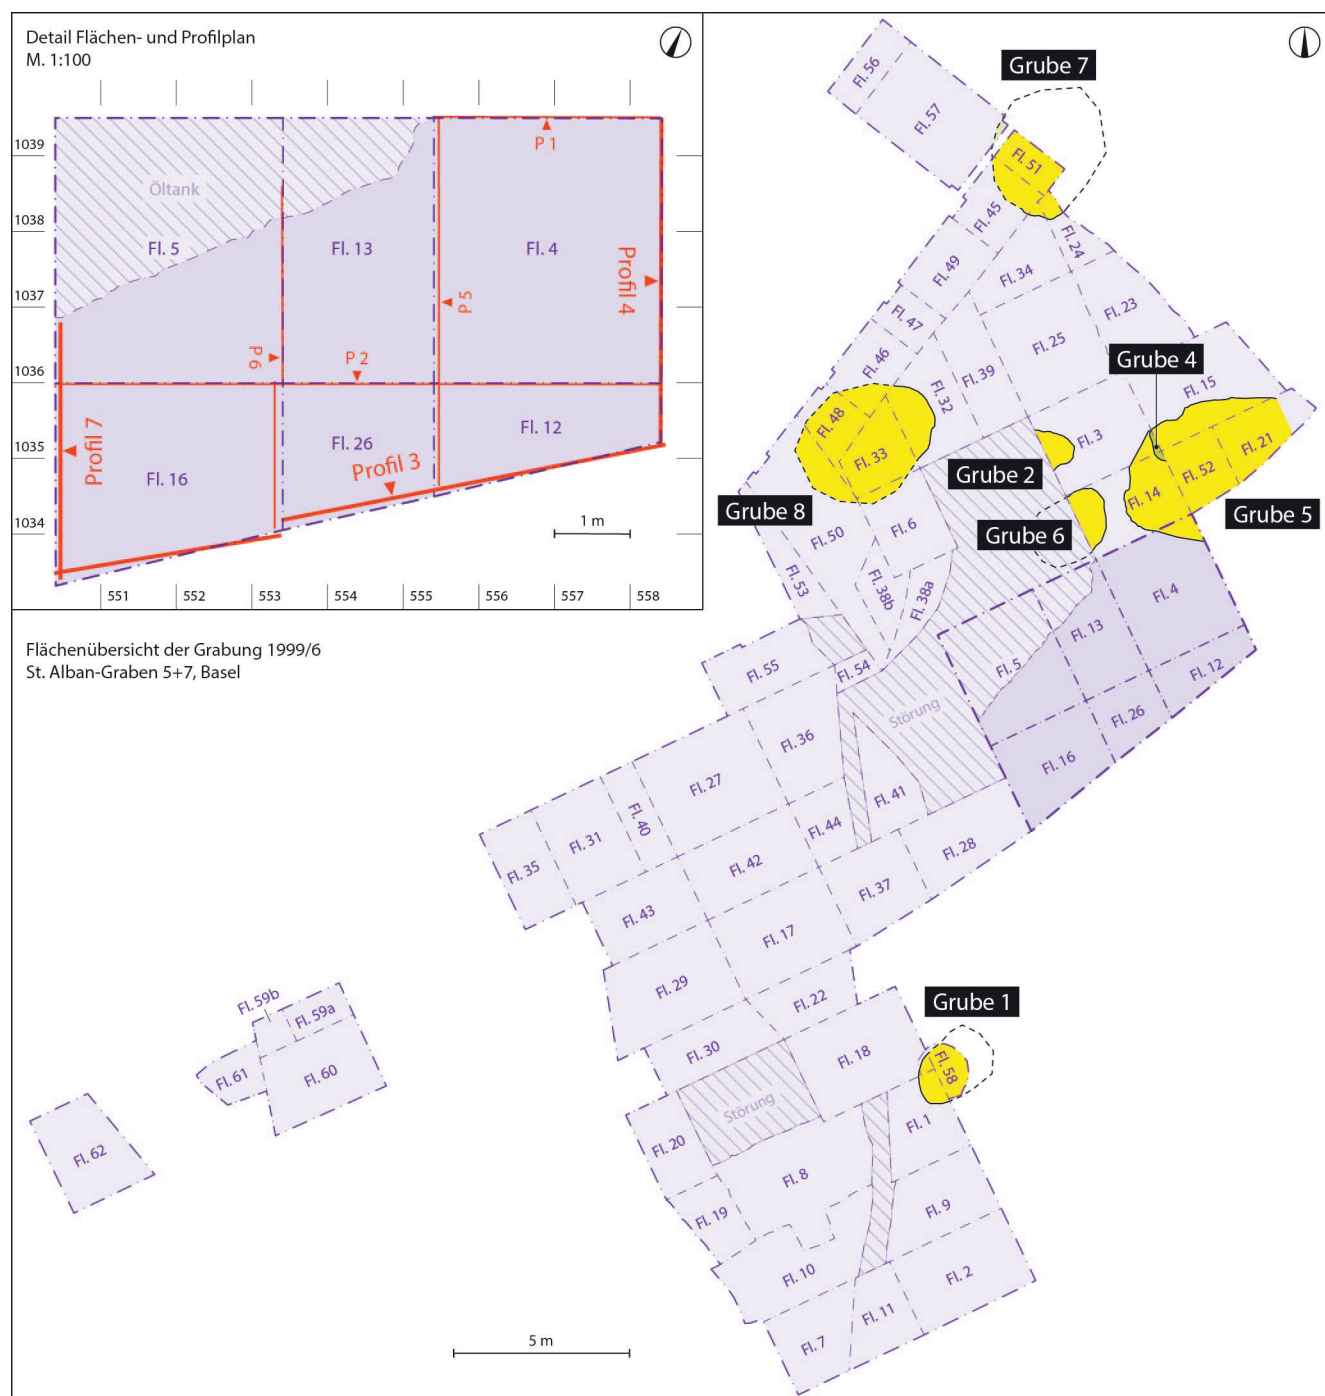 Detail Flächen- und Profilplan
M. 1:100
1039
1038
1037
1036
1035
1034
551
552
553
554
555
556
557
558
Öltank
Fl. 5
Fl. 13
Fl. 4
P 1
P 5
Profil 4
P 6
P 2
Profil 7
Fl. 16
Fl. 26
Profil 3
Fl. 12
1 m
Flächenübersicht der Grabung 1999/6
St. Alban-Graben 5+7, Basel
Fl. 56
Fl. 57
Grube 7
Fl. 51
Fl. 45
Fl. 24
Fl. 49
Fl. 34
Fl. 23
Fl. 47
Fl. 25
Fl. 46
Grube 4
Fl. 39
Fl. 32
Fl. 15
Fl. 48
Fl. 3
Fl. 21
Fl. 33
Grube 2
Fl. 52
Fl. 14
Grube 8
Grube 5
Fl. 50
Fl. 6
Grube 6
Fl. 53
Fl. 38b
Fl. 38a
Fl. 4
Fl. 13
Fl. 5
Fl. 55
Fl. 54
Fl. 12
Störung
Fl. 26
Fl. 36
Fl. 16
Fl. 27
Fl. 41
Fl. 40
Fl. 44
Fl. 31
Fl. 28
Fl. 35
Fl. 42
Fl. 37
Fl. 43
Fl. 17
Fl. 29
Fl. 22
Fl. 59b
Fl. 59a
Grube 1
Fl. 30
Fl. 18
Fl. 58
Fl. 61
Fl. 60
Störung
Fl. 1
Fl. 62
Fl. 20
Fl. 8
Fl. 19
Fl. 9
Fl. 10
Fl. 2
Fl. 11
Fl. 7
5 m